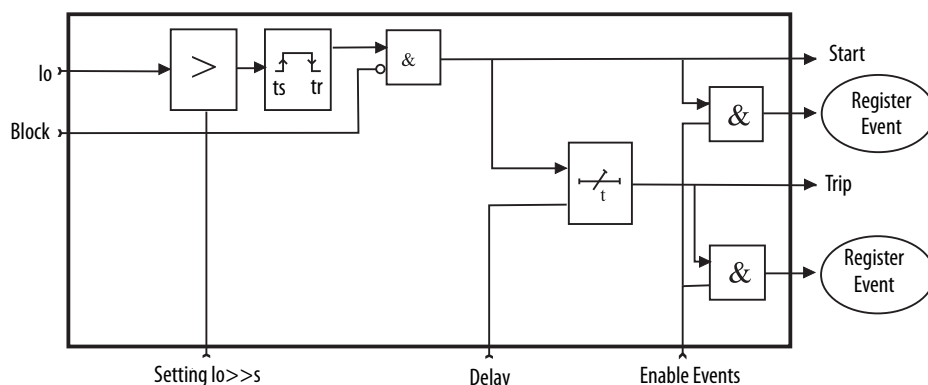 Io
Block
>
ts
tr
&
Start
&
Register
Event
Trip
t
&
Register
Event
Setting Io>>s
Delay
Enable Events